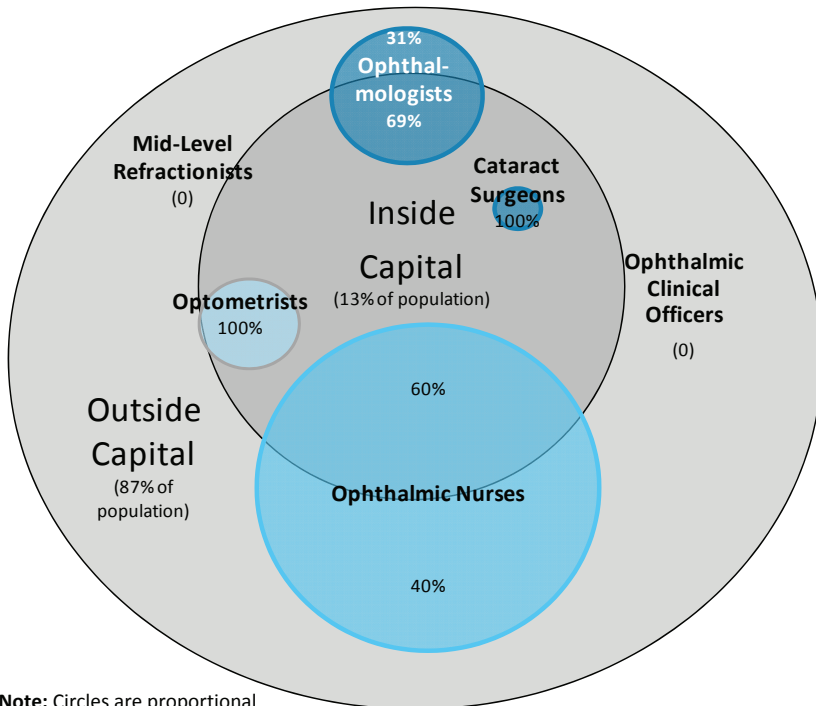 31%
Ophthal-
mologists
69%
Mid-Level
Refractionists
(0)
Cataract
Surgeons
100%
Inside
Capital
(13% of population)
Ophthalmic
Clinical
Officers
(0)
Optometrists
100%
60%
Outside
Capital
(87% of
population)
Ophthalmic Nurses
40%
Note: Circles are proportional